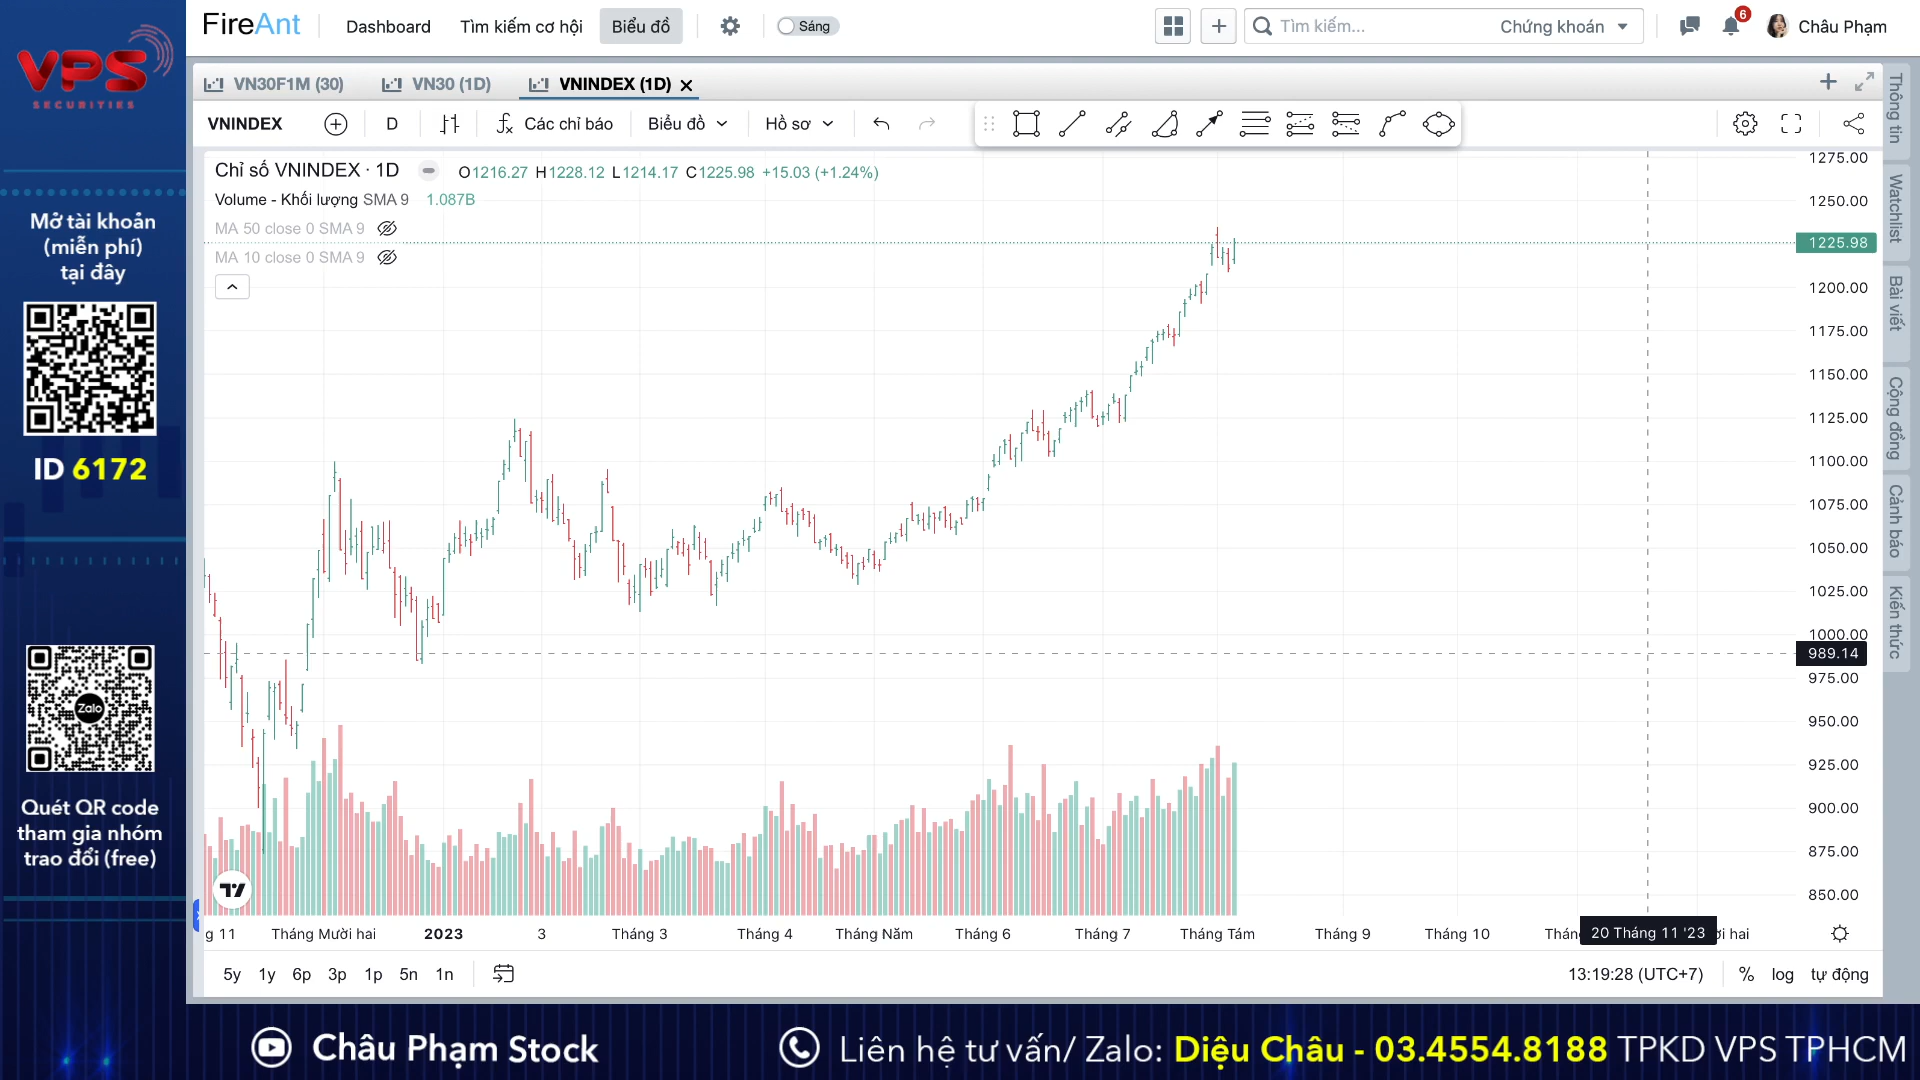 VPS
SECURITIES
Mở tài khoản
(miễn phí)
tại đây
ID 6172
Zalo
Quét QR code
tham gia nhóm
trao đổi (free)
FireAnt
Dashboard
Tìm kiếm cơ hội
Biểu đồ
Sáng
Tìm kiếm...
Chứng khoán
6
Châu Phạm
VN30F1M (30)
VN30 (1D)
VNINDEX (1D)
VNINDEX
D
Các chỉ báo
Biểu đồ
Hồ sơ
Chỉ số VNINDEX · 1D
O1216.27 H1228.12 L1214.17 C1225.98 +15.03 (+1.24%)
Volume - Khối lượng SMA 9 1.087B
MA 50 close 0 SMA 9
MA 10 close 0 SMA 9
1275.00
1250.00
1225.98
1200.00
1175.00
1150.00
1125.00
1100.00
1075.00
1050.00
1025.00
1000.00
989.14
975.00
950.00
925.00
900.00
875.00
850.00
Thông tin
Watchlist
Bài viết
Cộng đồng
Cảnh báo
Kiến thức
g 11
Tháng Mười hai
2023
3
Tháng 3
Tháng 4
Tháng Năm
Tháng 6
Tháng 7
Tháng Tám
Tháng 9
Tháng 10
20 Tháng 11 '23
5y 1y 6p 3p 1p 5n 1n
13:19:28 (UTC+7)
% log tự động
Châu Phạm Stock
Liên hệ tư vấn/ Zalo: Diệu Châu - 03.4554.8188 TPKD VPS TPHCM